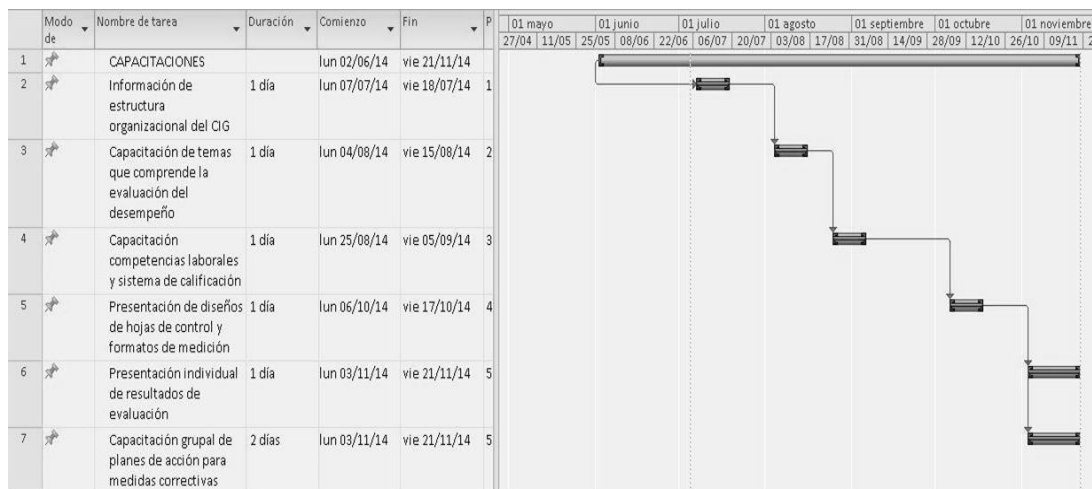 Modo de	Nombre de tarea	Duración	Comienzo	Fin	P
01 mayo	01 junio	01 julio	01 agosto	01 septiembre	01 octubre	01 noviembre
27/04	11/05	25/05	08/06	22/06	06/07	20/07	03/08	17/08	31/08	14/09	28/09	12/10	26/10	09/11	2
1	CAPACITACIONES	lun 02/06/14	vie 21/11/14
2	Información de	1 día	lun 07/07/14	vie 18/07/14	1
estructura
organizacional del CIG
3	Capacitación de temas	1 día	lun 04/08/14	vie 15/08/14	2
que comprende la
evaluación del
desempeño
4	Capacitación	1 día	lun 25/08/14	vie 05/09/14	3
competencias laborales
y sistema de calificación
5	Presentación de diseños	1 día	lun 06/10/14	vie 17/10/14	4
de hojas de control y
formatos de medición
6	Presentación individual	1 día	lun 03/11/14	vie 21/11/14	5
de resultados de
evaluación
7	Capacitación grupal de	2 días	lun 03/11/14	vie 21/11/14	5
planes de acción para
medidas correctivas